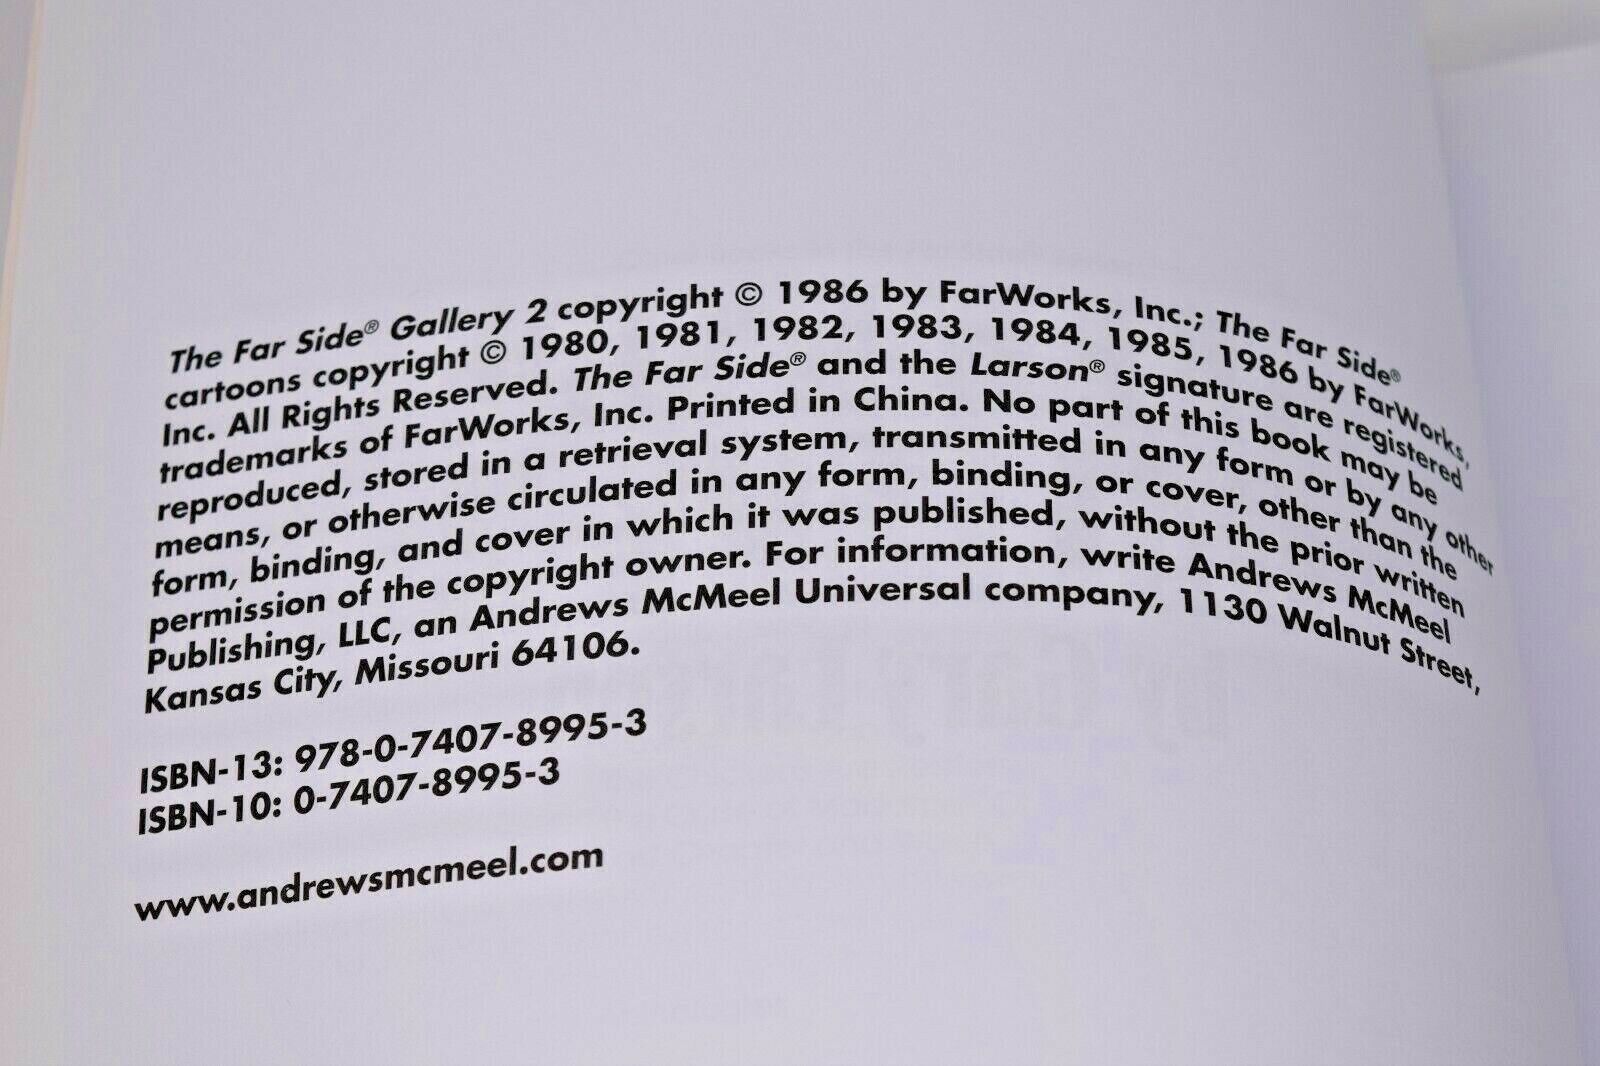 The Far Side® Gallery 2 copyright © 1986 by FarWorks, Inc.; The Far Side®
cartoons copyright © 1980, 1981, 1982, 1983, 1984, 1985, 1986 by FarWorks,
Inc. All Rights Reserved. The Far Side® and the Larson® signature are registered
trademarks of FarWorks, Inc. Printed in China. No part of this book may be
reproduced, stored in a retrieval system, transmitted in any form or by any other
means, or otherwise circulated in any form, binding, or cover, other than the
form, binding, and cover in which it was published, without the prior written
permission of the copyright owner. For information, write Andrews McMeel
Publishing, LLC, an Andrews McMeel Universal company, 1130 Walnut Street,
Kansas City, Missouri 64106.
ISBN-13: 978-0-7407-8995-3
ISBN-10: 0-7407-8995-3
www.andrewsmcmeel.com